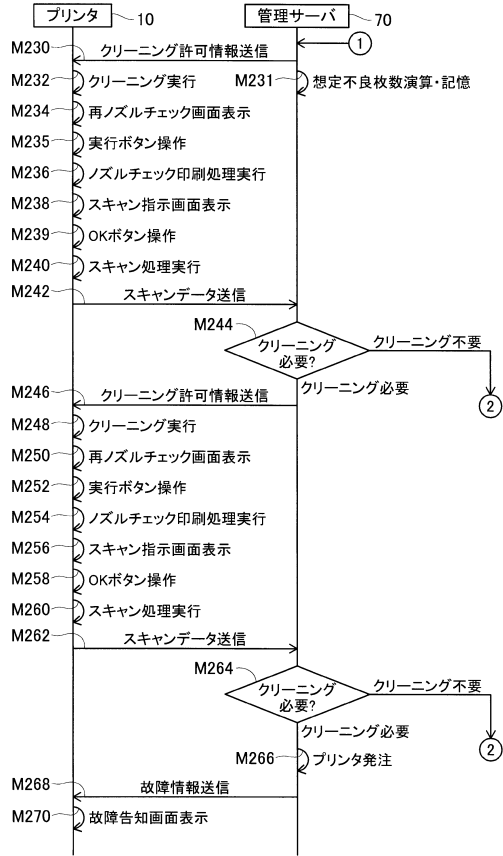 プリンタ 10 管理サーバ 70
①
M230 クリーニング許可情報送信
M232 クリーニング実行 M231 想定不良枚数演算・記憶
M234 再ノズルチェック画面表示
M235 実行ボタン操作
M236 ノズルチェック印刷処理実行
M238 スキャン指示画面表示
M239 OKボタン操作
M240 スキャン処理実行
M242 スキャンデータ送信
M244 クリーニング
必要?
クリーニング不要
②
クリーニング必要
M246 クリーニング許可情報送信
M248 クリーニング実行
M250 再ノズルチェック画面表示
M252 実行ボタン操作
M254 ノズルチェック印刷処理実行
M256 スキャン指示画面表示
M258 OKボタン操作
M260 スキャン処理実行
M262 スキャンデータ送信
M264 クリーニング
必要?
クリーニング不要
②
クリーニング必要
M266 プリンタ発注
M268 故障情報送信
M270 故障告知画面表示